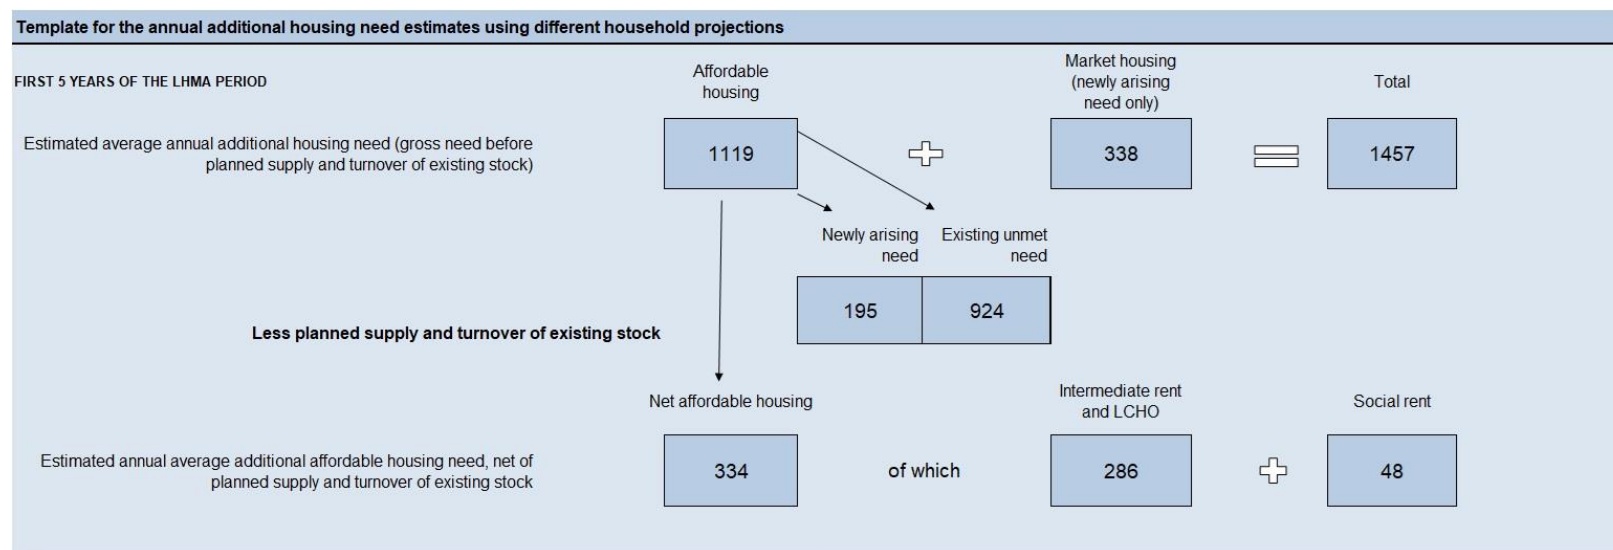 Template for the annual additional housing need estimates using different household projections
FIRST 5 YEARS OF THE LHMA PERIOD
Affordable
housing
Market housing
(newly arising
need only)
Total
Estimated average annual additional housing need (gross need before
planned supply and turnover of existing stock)
1119
338
1457
Newly arising
need
Existing unmet
need
195
924
Less planned supply and turnover of existing stock
Net affordable housing
Intermediate rent
and LCHO
Social rent
Estimated annual average additional affordable housing need, net of
planned supply and turnover of existing stock
334
of which
286
48